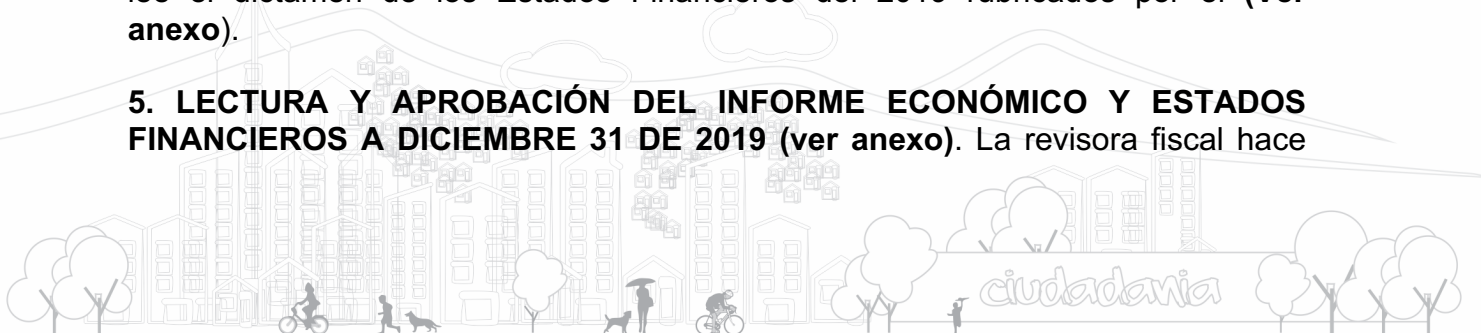 anexo).
5. LECTURA Y APROBACIÓN DEL INFORME ECONÓMICO Y ESTADOS
FINANCIEROS A DICIEMBRE 31 DE 2019 (ver anexo). La revisora fiscal hace
ciudadania